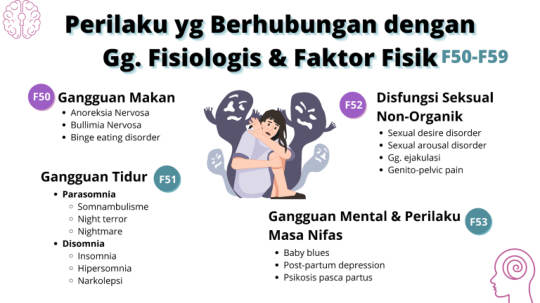 Perilaku yg Berhubungan dengan
Gg. Fisiologis & Faktor Fisik F50-F59
F50 Gangguan Makan
• Anoreksia Nervosa
• Bullimia Nervosa
• Binge eating disorder
Gangguan Tidur F51
• Parasomnia
○ Somnambulisme
○ Night terror
○ Nightmare
• Disomnia
○ Insomnia
○ Hipersomnia
○ Narkolepsi
F52 Disfungsi Seksual
Non-Organik
• Sexual desire disorder
• Sexual arousal disorder
• Gg. ejakulasi
• Genito-pelvic pain
Gangguan Mental & Perilaku F53
Masa Nifas
• Baby blues
• Post-partum depression
• Psikosis pasca partus